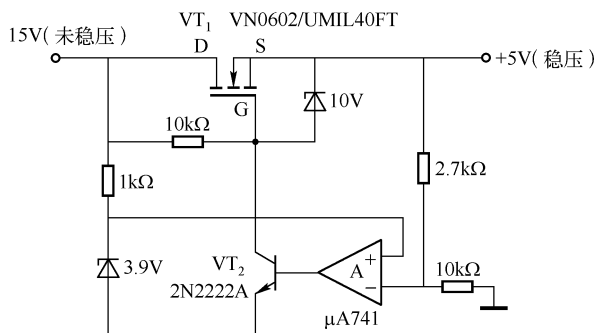 VT₁ VN0602/UMIL40FT
15V(未稳压)
D S
+5V(稳压)
G
10V
10kΩ
1kΩ
2.7kΩ
3.9V
VT₂
A
+
−
10kΩ
2N2222A
μA741